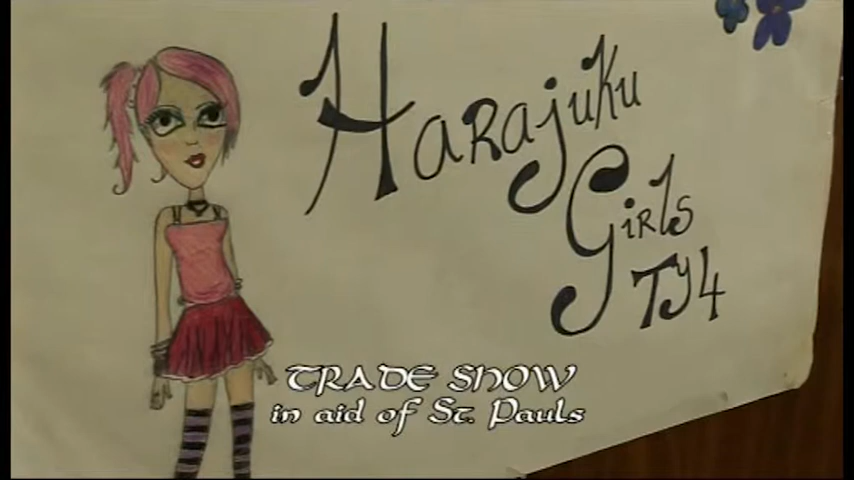 Harajuku
Girls
Ty4
TRADE SHOW
in aid of St. Pauls